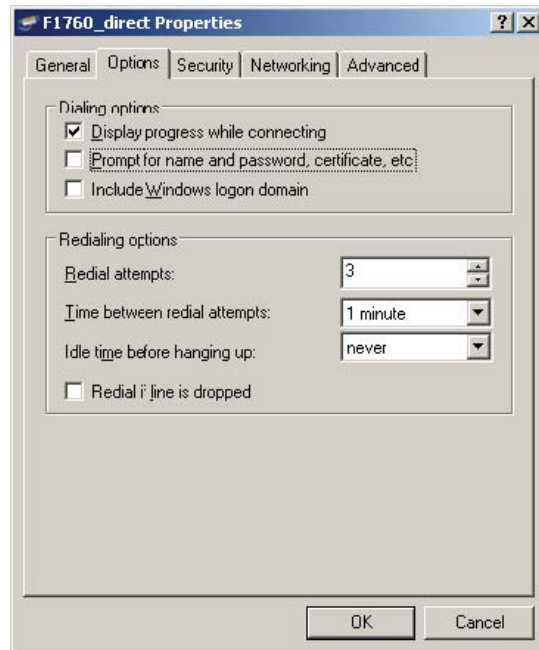 F1760_direct Properties
General Options Security Networking Advanced
Dialing options
Display progress while connecting
Prompt for name and password, certificate, etc
Include Windows logon domain
Redialing options
Redial attempts: 3
Time between redial attempts: 1 minute
Idle time before hanging up: never
Redial if line is dropped
OK Cancel